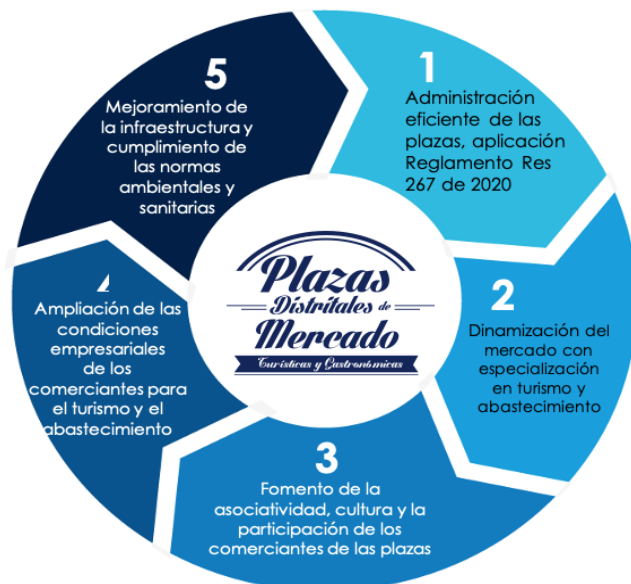 1
Administración
eficiente de las
plazas, aplicación
Reglamento Res
267 de 2020
2
Dinamización del
mercado con
especialización
en turismo y
abastecimiento
3
Fomento de la
asociatividad, cultura y la
participación de los
comerciantes de las plazas
4
Ampliación de las
condiciones
empresariales
de los
comerciantes para
el turismo y el
abastecimiento
5
Mejoramiento de
la infraestructura y
cumplimiento de
las normas
ambientales y
sanitarias
Plazas
Distritales de
Mercado
Turísticas y Gastronómicas